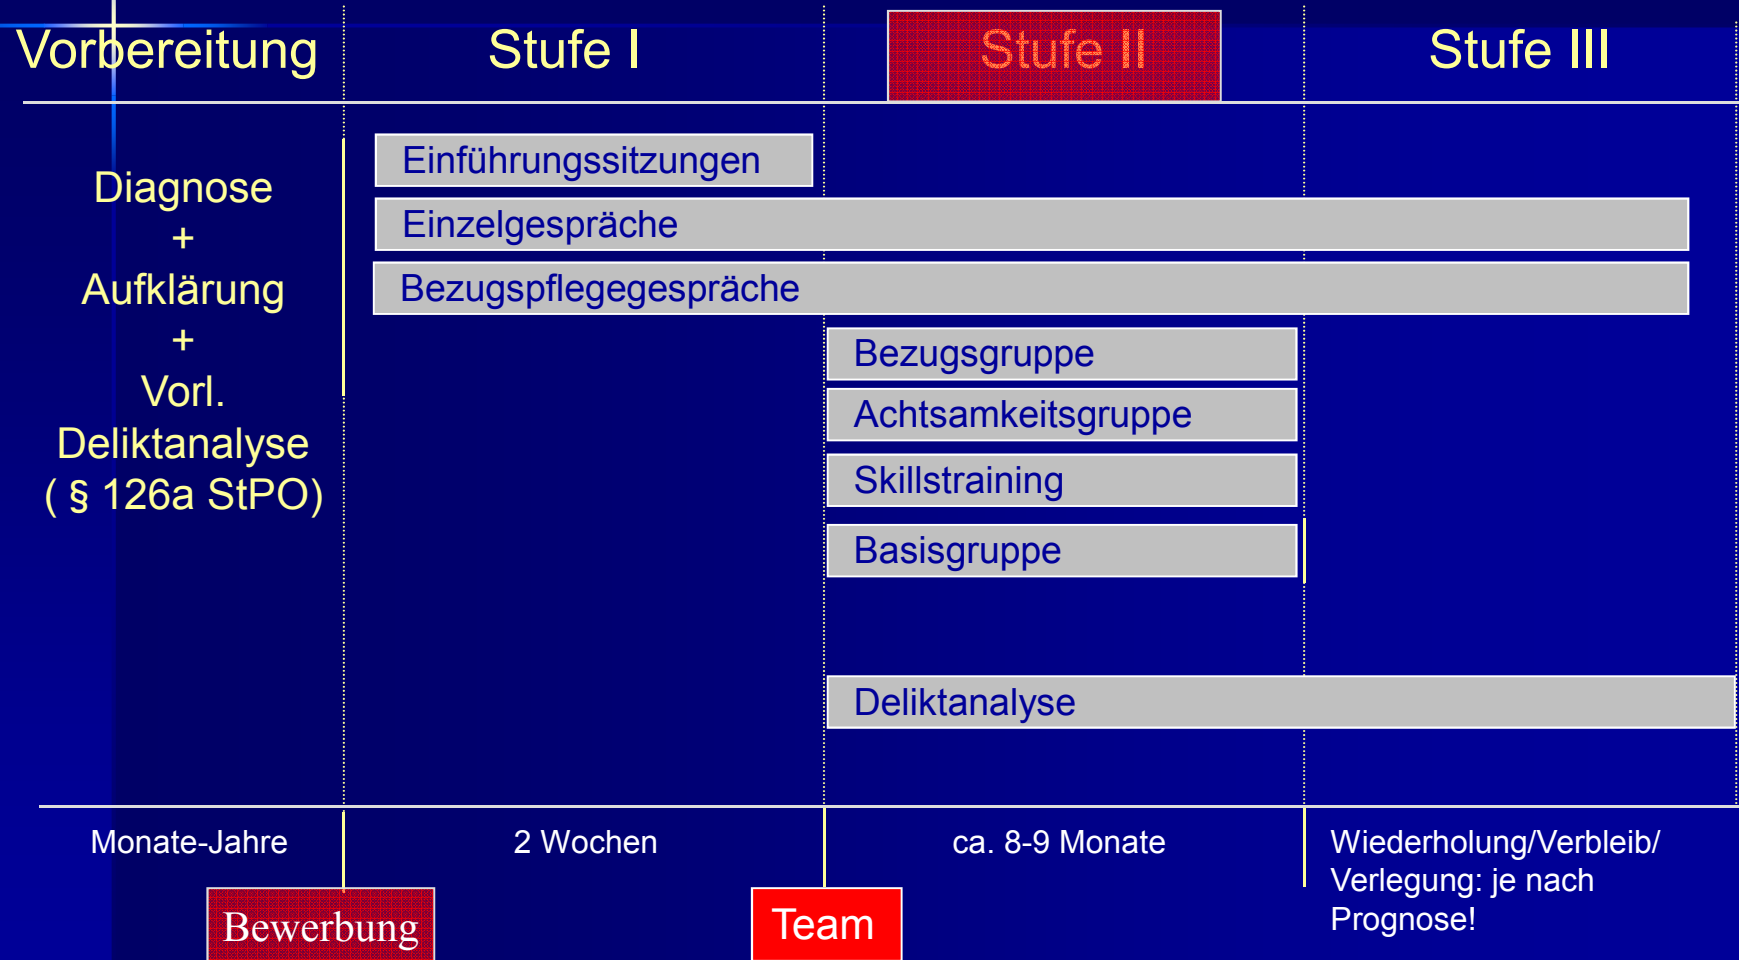 Vorbereitung
Stufe I
Stufe II
Stufe III
Diagnose
+
Aufklärung
+
Vorl.
Deliktanalyse
( § 126a StPO)
Einführungssitzungen
Einzelgespräche
Bezugspflegegespräche
Bezugsgruppe
Achtsamkeitsgruppe
Skillstraining
Basisgruppe
Deliktanalyse
Monate-Jahre
2 Wochen
ca. 8-9 Monate
Wiederholung/Verbleib/
Verlegung: je nach
Prognose!
Bewerbung
Team